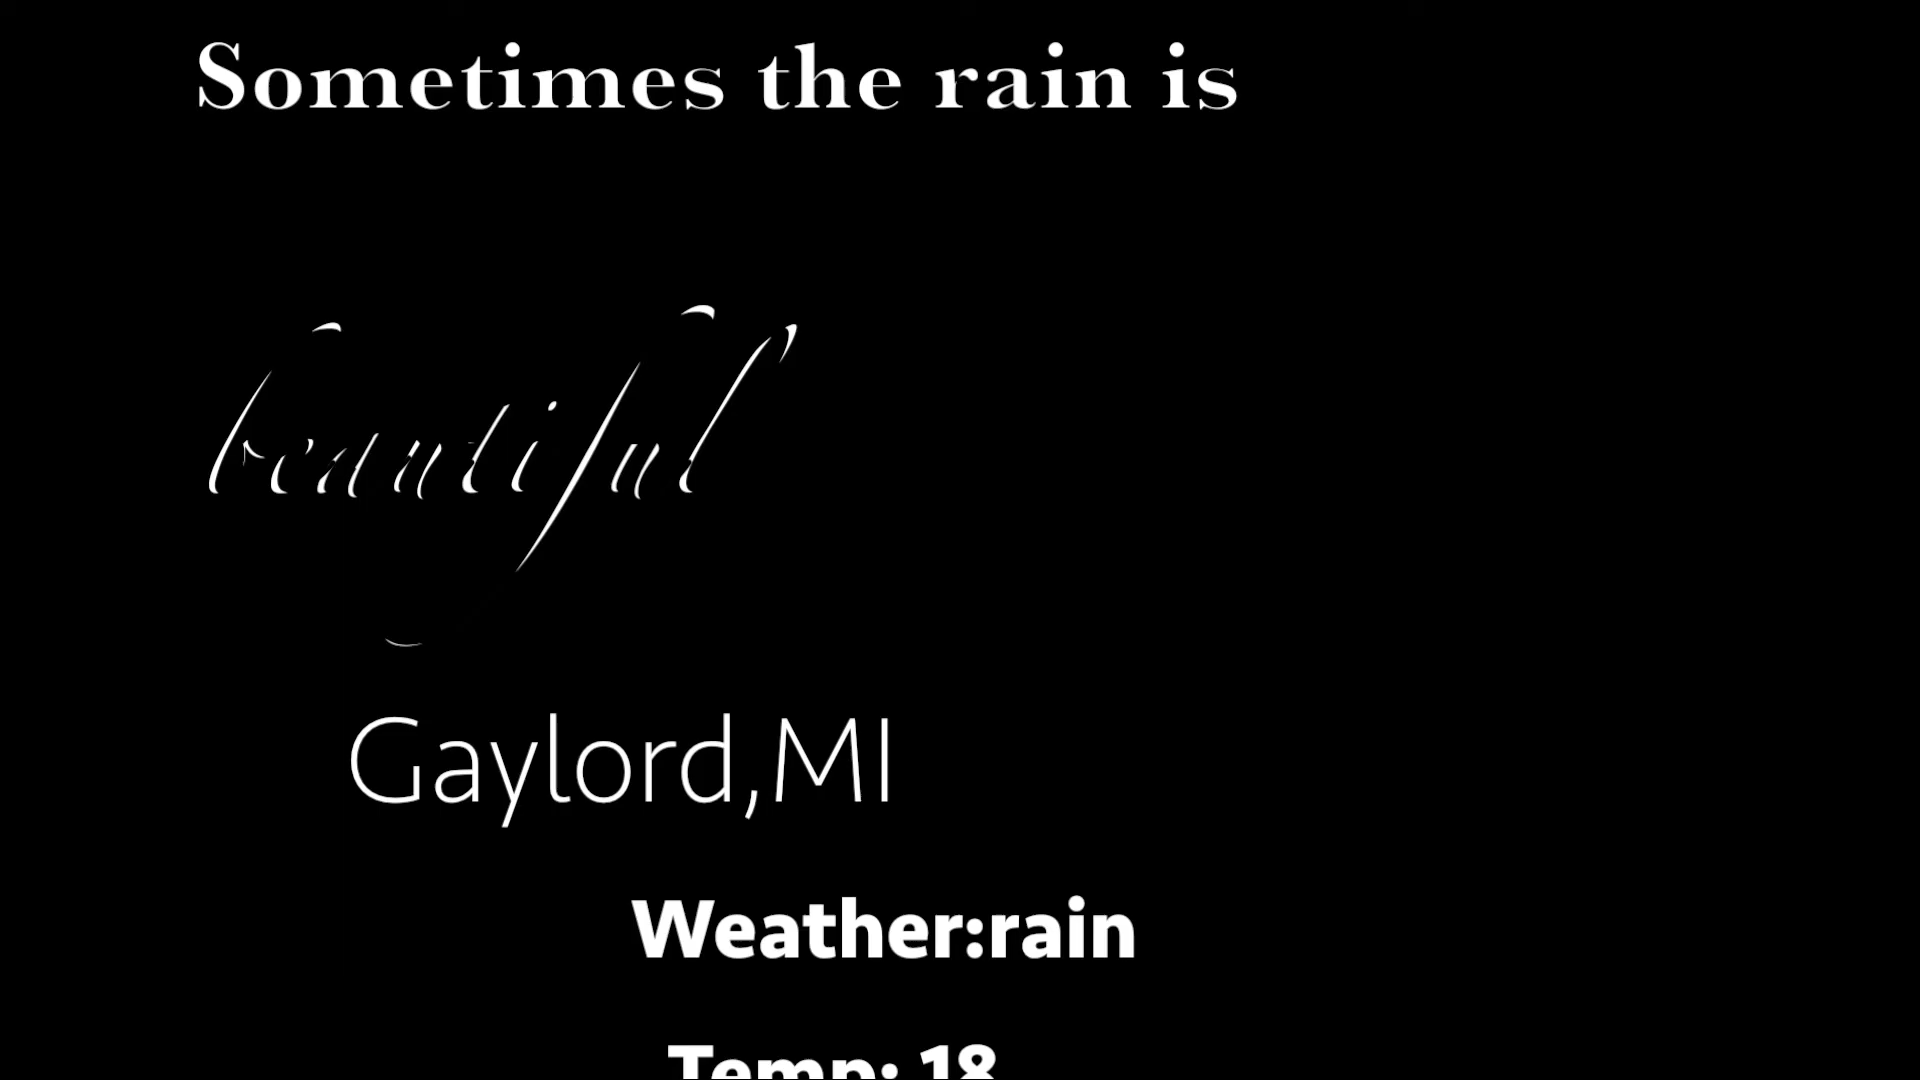 Sometimes the rain is
beautiful
Gaylord,MI
Weather:rain
Temp: 18